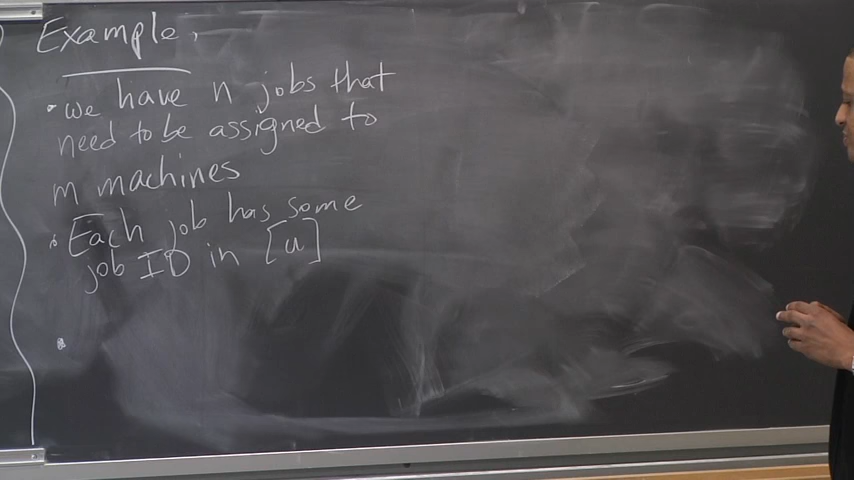 Example,
• we have n jobs that
need to be assigned to
m machines
• Each job has some
job ID in [u]
•